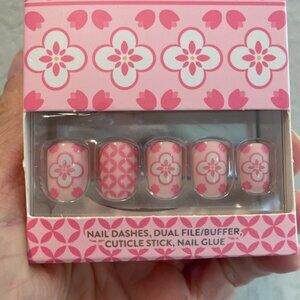 NAIL DASHES, DUAL FILE/BUFFER,
CUTICLE STICK, NAIL GLUE